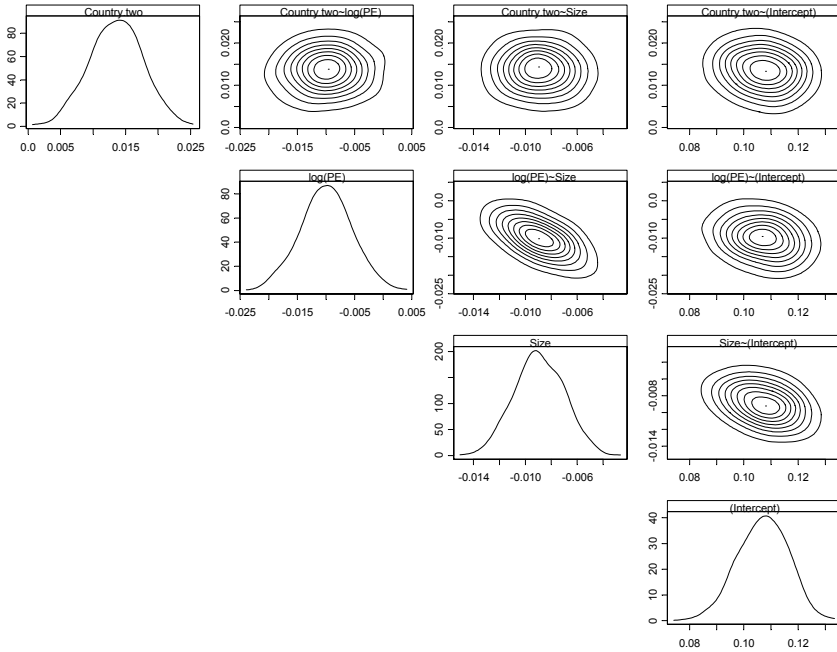 Country two
Country two~log(PE)
Country two~Size
Country two~(Intercept)
0 20 40 60 80
0.0 0.010 0.020
0.0 0.010 0.020
0.0 0.010 0.020
0.0 0.005 0.015 0.025
-0.025 -0.015 -0.005 0.005
-0.014 -0.010 -0.006
0.08 0.10 0.12
log(PE)
log(PE)~Size
log(PE)~(Intercept)
0 20 40 60 80
-0.025 -0.010 0.0
-0.025 -0.010 0.0
-0.025 -0.015 -0.005 0.005
-0.014 -0.010 -0.006
0.08 0.10 0.12
Size
Size~(Intercept)
0 50 100 200
-0.014 -0.008
-0.014 -0.010 -0.006
0.08 0.10 0.12
(Intercept)
0 10 20 30 40
0.08 0.10 0.12